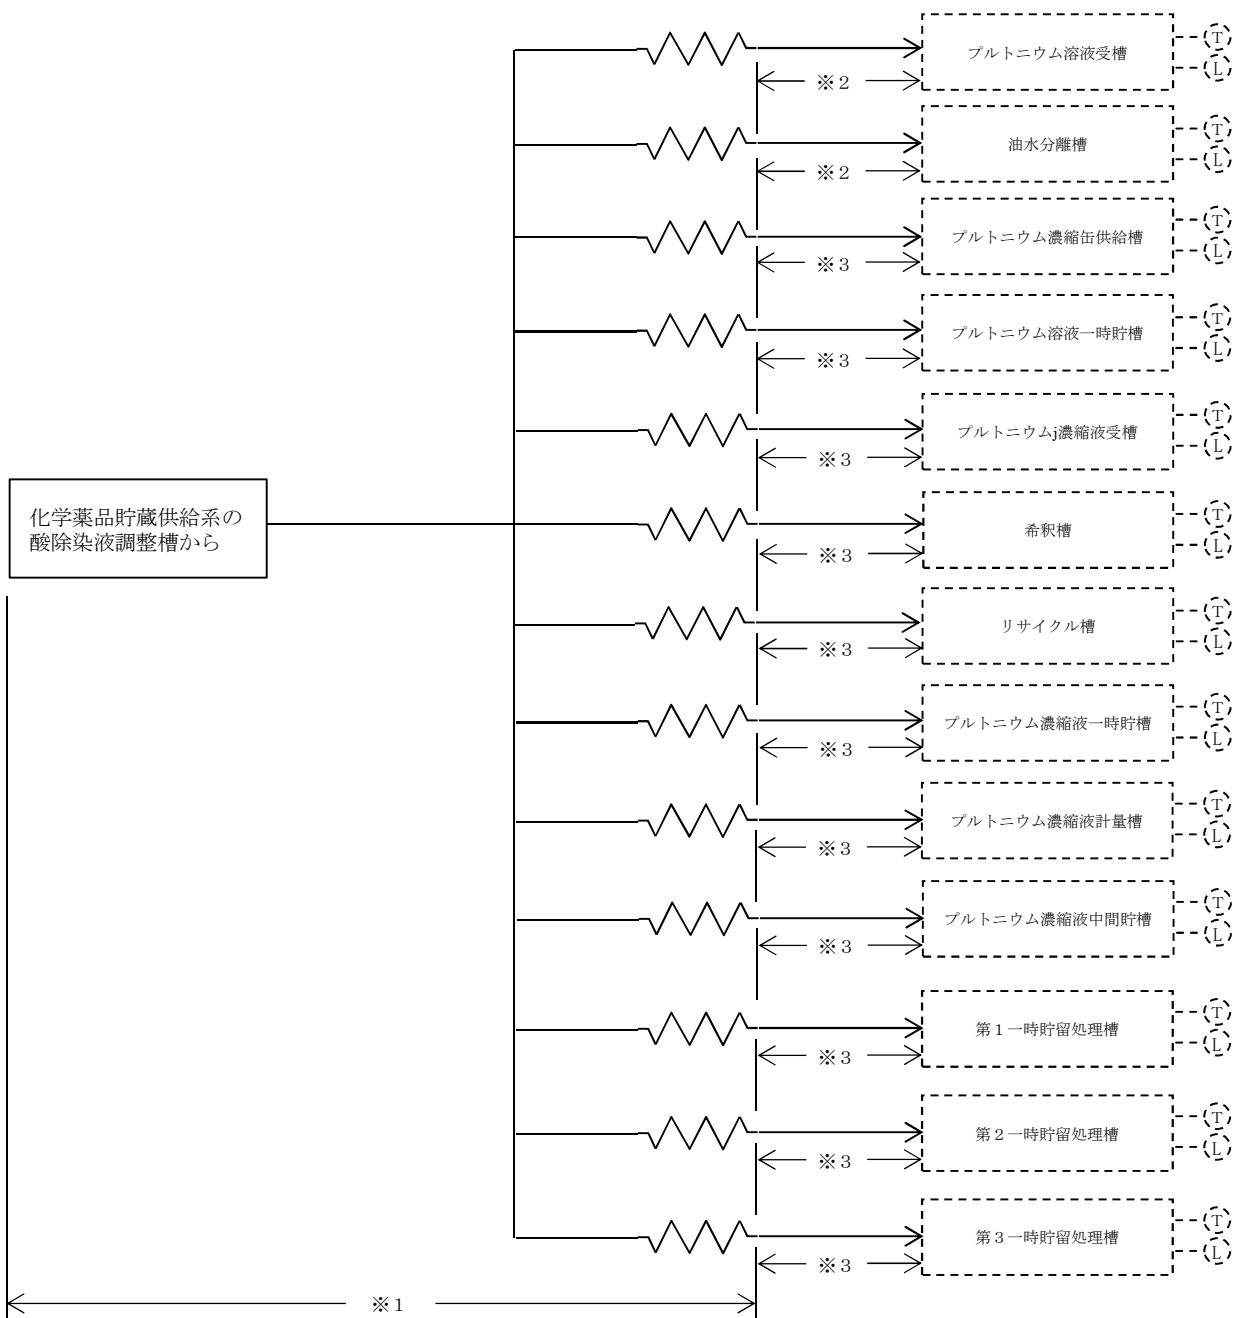 プルトニウム溶液受槽
T
L
※2
油水分離槽
T
L
※2
プルトニウム濃縮缶供給槽
T
L
※3
プルトニウム溶液一時貯槽
T
L
※3
プルトニウムj濃縮液受槽
T
L
※3
化学薬品貯蔵供給系の
酸除染液調整槽から
希釈槽
T
L
※3
リサイクル槽
T
L
※3
プルトニウム濃縮液一時貯槽
T
L
※3
プルトニウム濃縮液計量槽
T
L
※3
プルトニウム濃縮液中間貯槽
T
L
※3
第1一時貯留処理槽
T
L
※3
第2一時貯留処理槽
T
L
※3
第3一時貯留処理槽
T
L
※3
※1